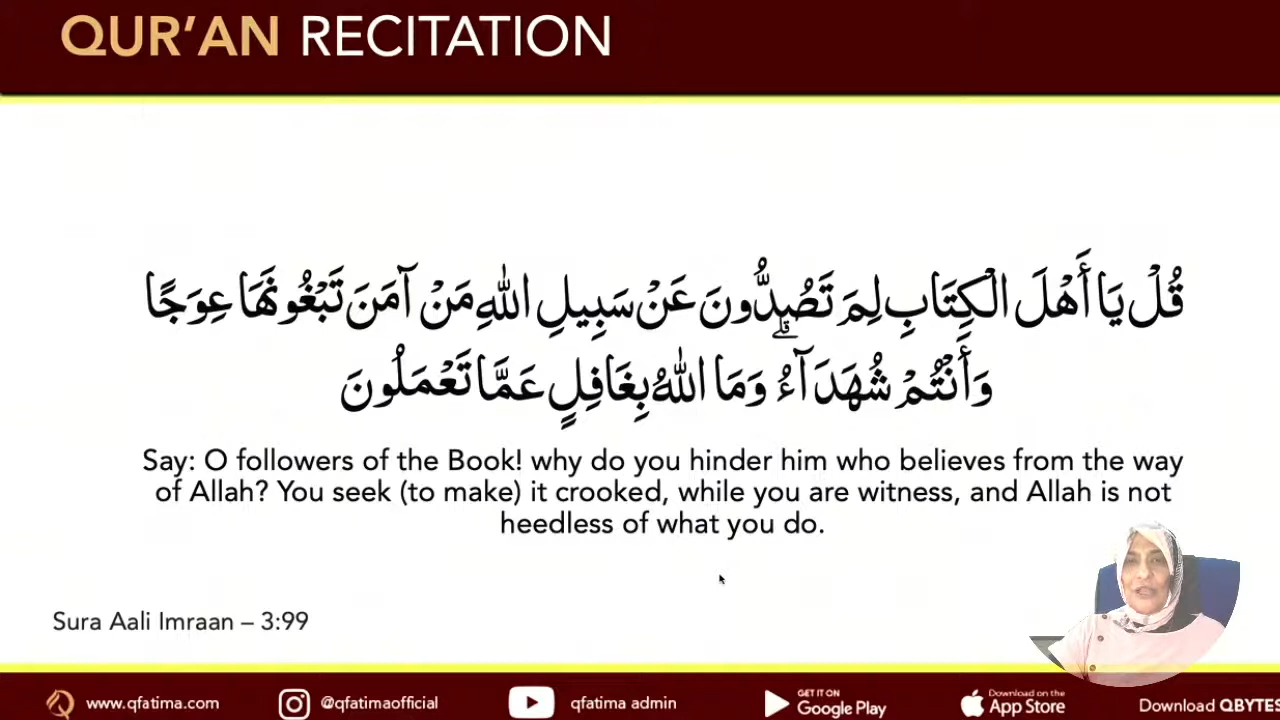 QUR'AN RECITATION
قُلْ يَا أَهْلَ الْكِتَابِ لِمَ تَصُدُّونَ عَنْ سَبِيلِ اللهِ مَنْ آمَنَ تَبْغُونَهَا عِوَجًا
وَأَنْتُمْ شُهَدَآءُ ۗ وَمَا اللهُ بِغَافِلٍ عَمَّا تَعْمَلُونَ
Say: O followers of the Book! why do you hinder him who believes from the way
of Allah? You seek (to make) it crooked, while you are witness, and Allah is not
heedless of what you do.
Sura Aali Imraan – 3:99
www.qfatima.com @qfatimaofficial qfatima admin GET IT ON Google Play Download on the App Store Download QBYTES